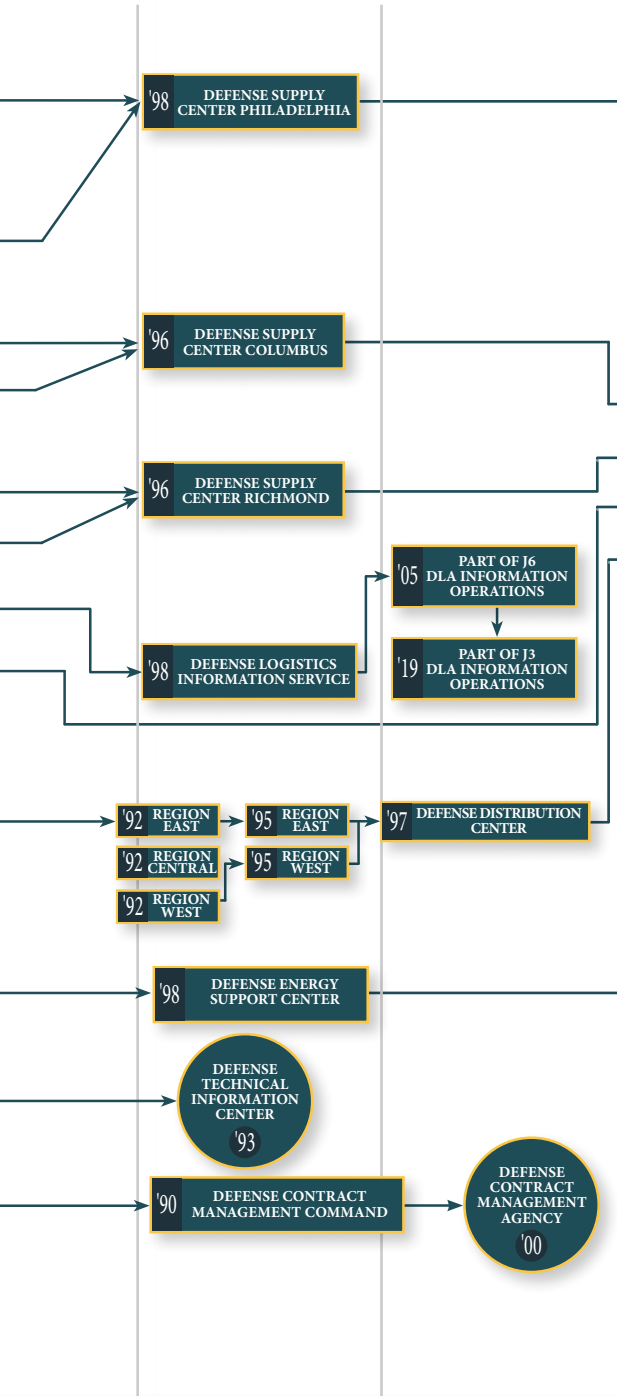 '98
DEFENSE SUPPLY
CENTER PHILADELPHIA
'96
DEFENSE SUPPLY
CENTER COLUMBUS
'96
DEFENSE SUPPLY
CENTER RICHMOND
'05
PART OF J6
DLA INFORMATION
OPERATIONS
'98
DEFENSE LOGISTICS
INFORMATION SERVICE
'19
PART OF J3
DLA INFORMATION
OPERATIONS
'92
REGION
EAST
'95
REGION
EAST
'97
DEFENSE DISTRIBUTION
CENTER
'92
REGION
CENTRAL
'95
REGION
WEST
'92
REGION
WEST
'98
DEFENSE ENERGY
SUPPORT CENTER
DEFENSE
TECHNICAL
INFORMATION
CENTER
'93
'90
DEFENSE CONTRACT
MANAGEMENT COMMAND
DEFENSE
CONTRACT
MANAGEMENT
AGENCY
'00